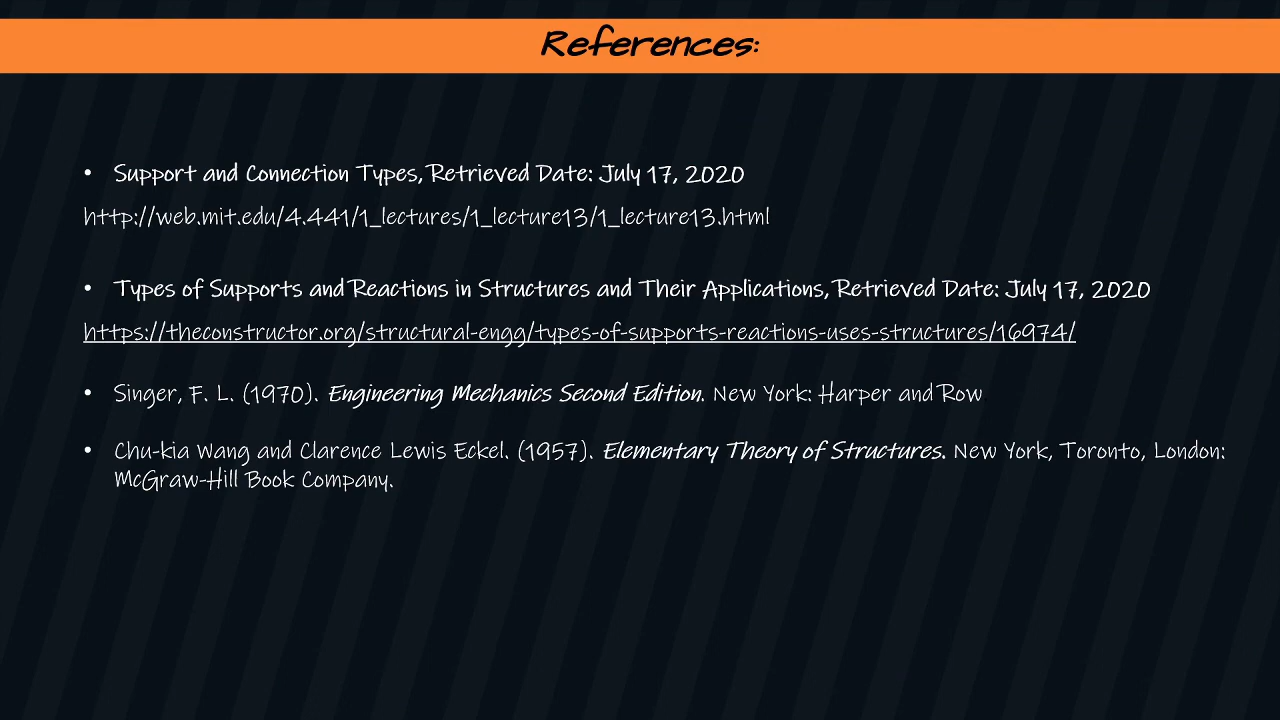 References:
• Support and Connection Types, Retrieved Date: July 17, 2020
http://web.mit.edu/4.441/1_lectures/1_lecture13/1_lecture13.html
• Types of Supports and Reactions in Structures and Their Applications, Retrieved Date: July 17, 2020
https://theconstructor.org/structural-engg/types-of-supports-reactions-uses-structures/16974/
• Singer, F. L. (1970). Engineering Mechanics Second Edition. New York: Harper and Row
• Chu-kia Wang and Clarence Lewis Eckel. (1957). Elementary Theory of Structures. New York, Toronto, London:
McGraw-Hill Book Company.